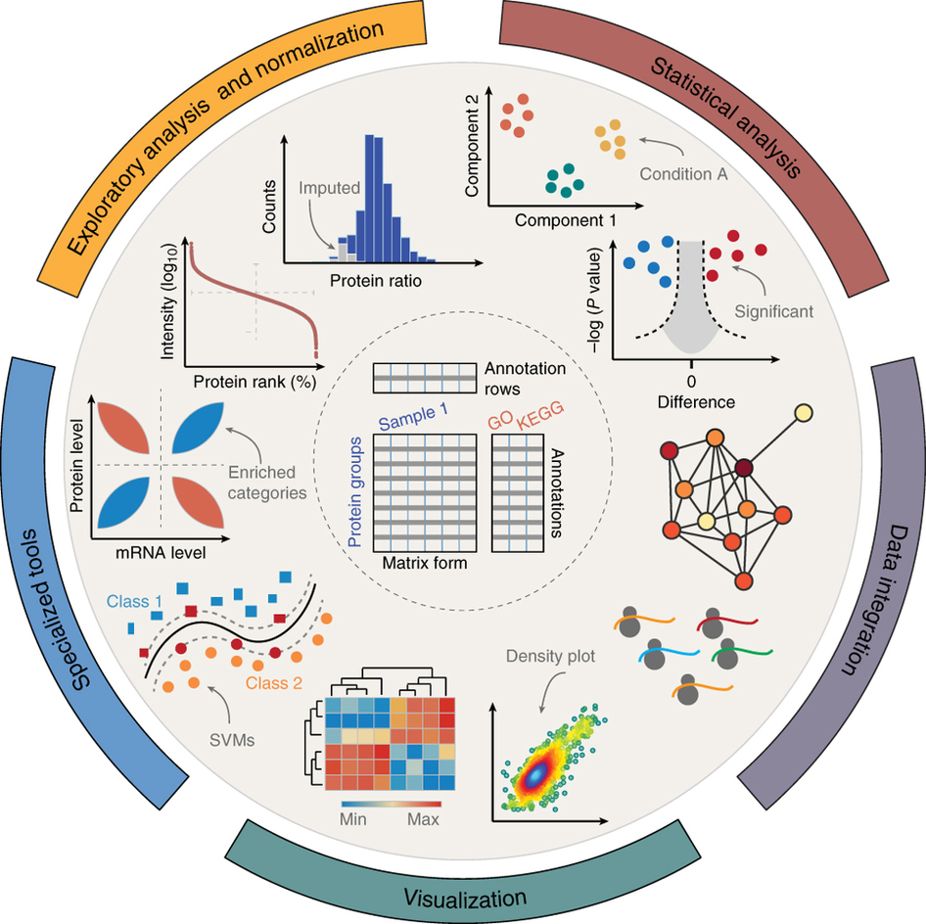 Exploratory analysis and normalization
Statistical analysis
Data integration
Visualization
Specialized tools
Component 2
Component 1
Condition A
Counts
Imputed
Protein ratio
Intensity (log10)
Protein rank (%)
–log (P value)
Significant
0
Difference
Annotation
rows
Sample 1
GO
KEGG
Protein groups
Annotations
Matrix form
Protein level
Enriched
categories
mRNA level
Class 1
Class 2
SVMs
Density plot
Min
Max